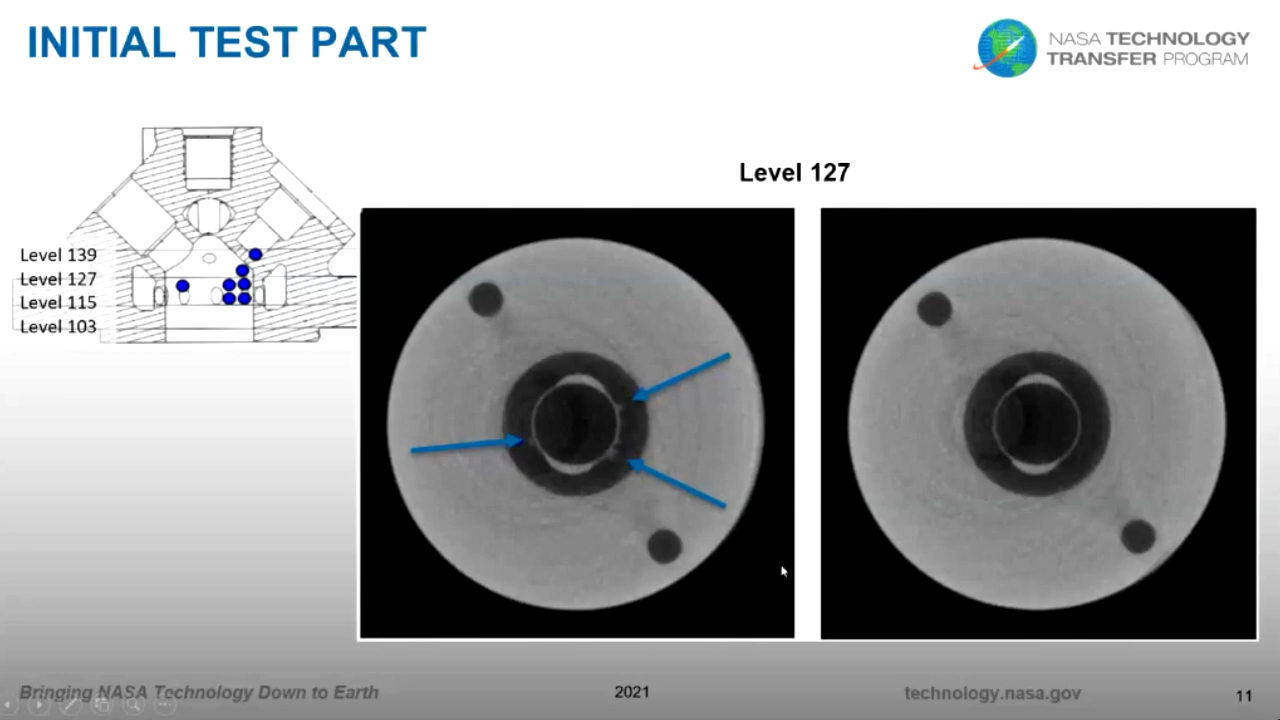 INITIAL TEST PART
NASA TECHNOLOGY
TRANSFER PROGRAM
Level 127
Level 139
Level 127
Level 115
Level 103
Bringing NASA Technology Down to Earth
2021
technology.nasa.gov
11